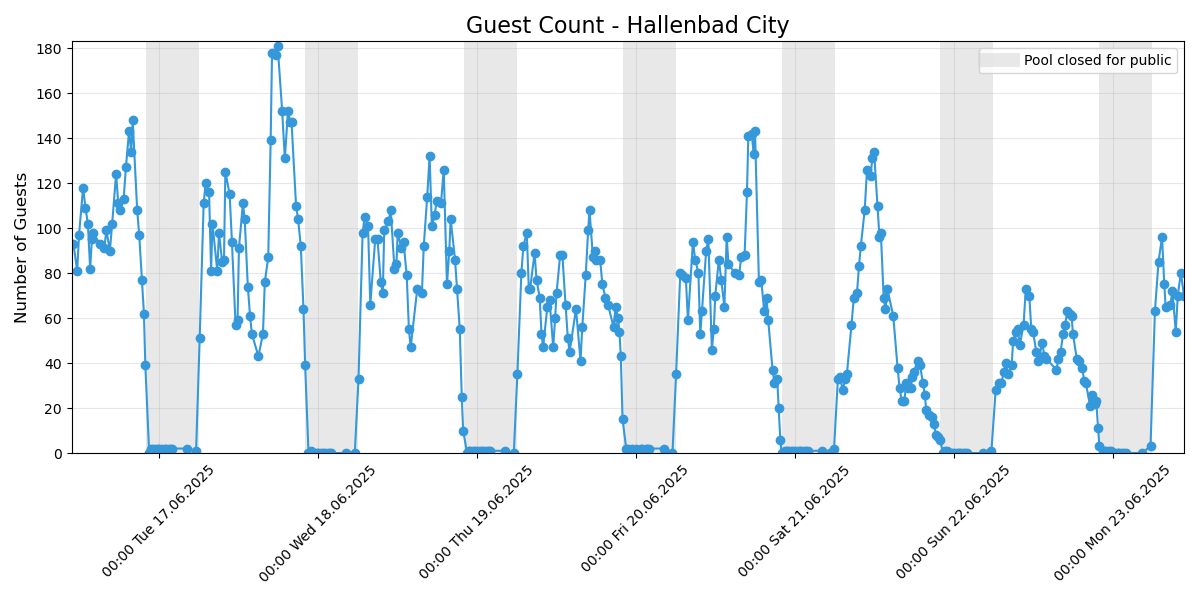 Guest Count - Hallenbad City
Pool closed for public
Number of Guests
180
160
140
120
100
80
60
40
20
0
00:00 Tue 17.06.2025
00:00 Wed 18.06.2025
00:00 Thu 19.06.2025
00:00 Fri 20.06.2025
00:00 Sat 21.06.2025
00:00 Sun 22.06.2025
00:00 Mon 23.06.2025